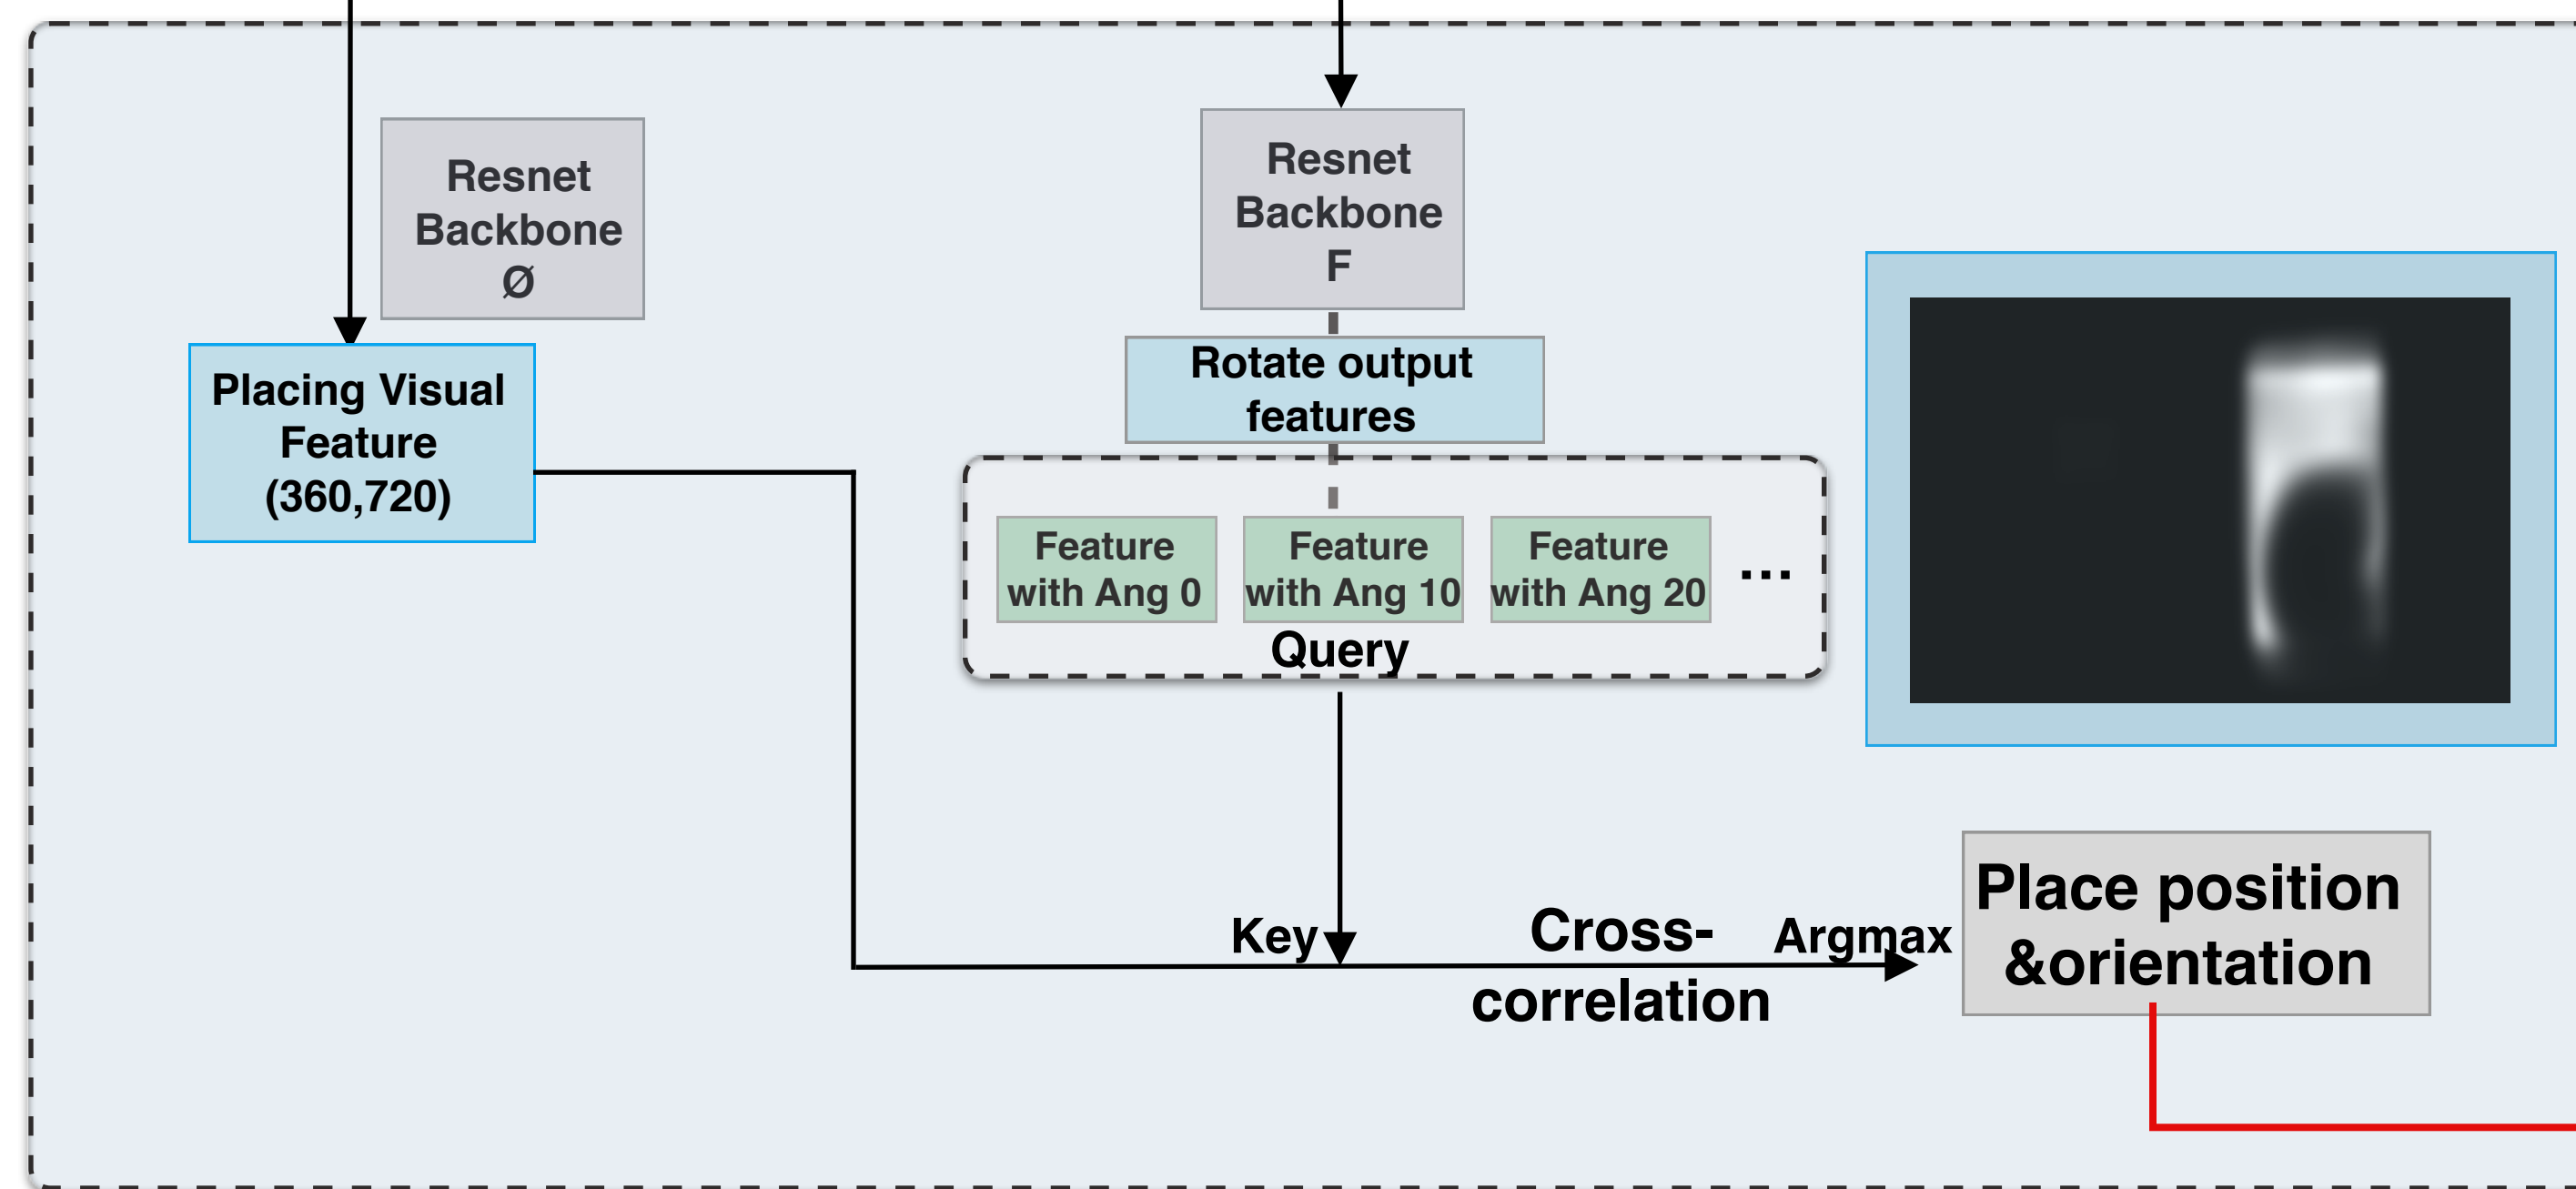 Resnet
Backbone
Ø
Resnet
Backbone
F
Placing Visual
Feature
(360,720)
Rotate output
features
Feature
with Ang 0
Feature
with Ang 10
Feature
with Ang 20
...
Query
Key
Cross-
correlation
Argmax
Place position
&orientation